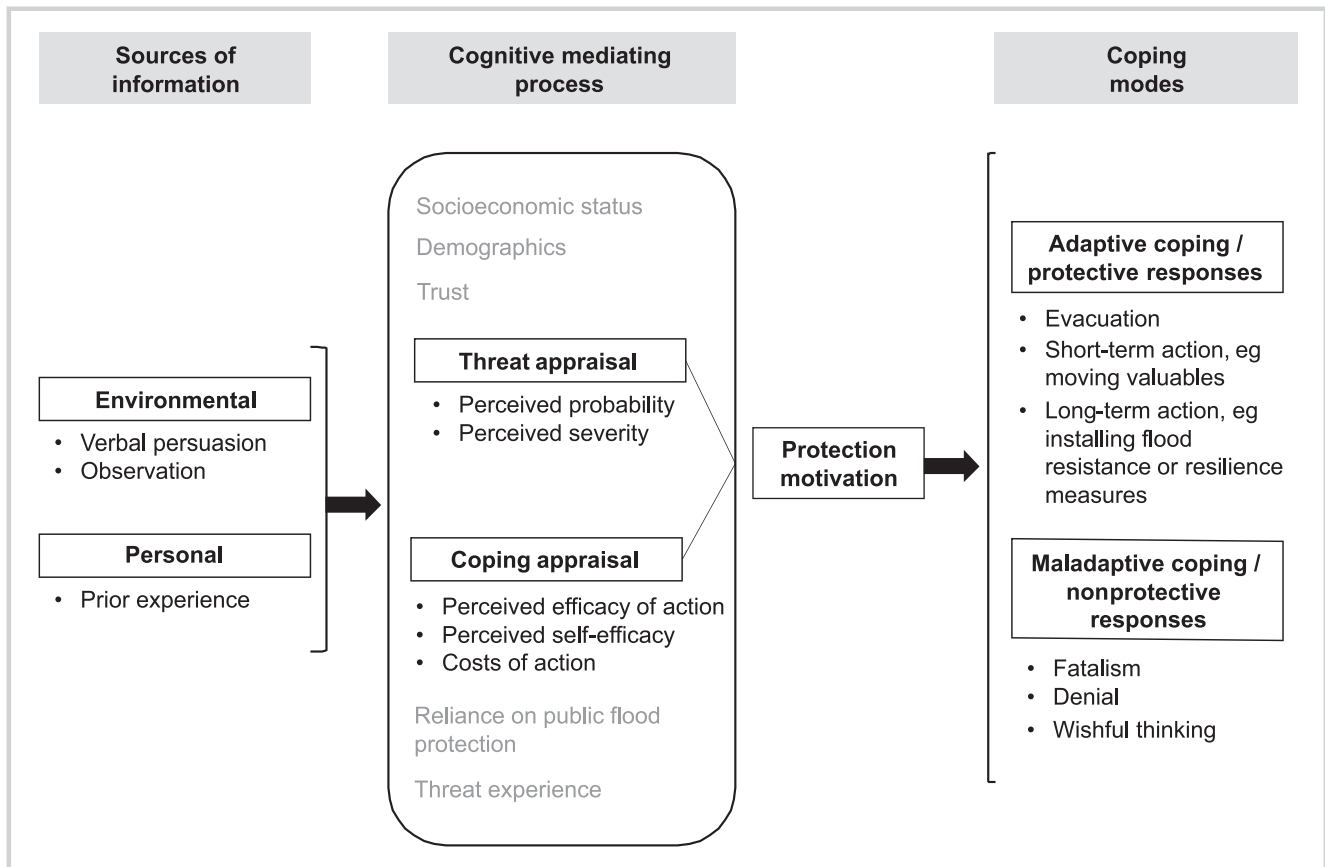 Sources of
information
Cognitive mediating
process
Coping
modes
Environmental
• Verbal persuasion
• Observation
Personal
• Prior experience
Socioeconomic status
Demographics
Trust
Threat appraisal
• Perceived probability
• Perceived severity
Coping appraisal
• Perceived efficacy of action
• Perceived self-efficacy
• Costs of action
Reliance on public flood
protection
Threat experience
Protection
motivation
Adaptive coping /
protective responses
• Evacuation
• Short-term action, eg
moving valuables
• Long-term action, eg
installing flood
resistance or resilience
measures
Maladaptive coping /
nonprotective
responses
• Fatalism
• Denial
• Wishful thinking